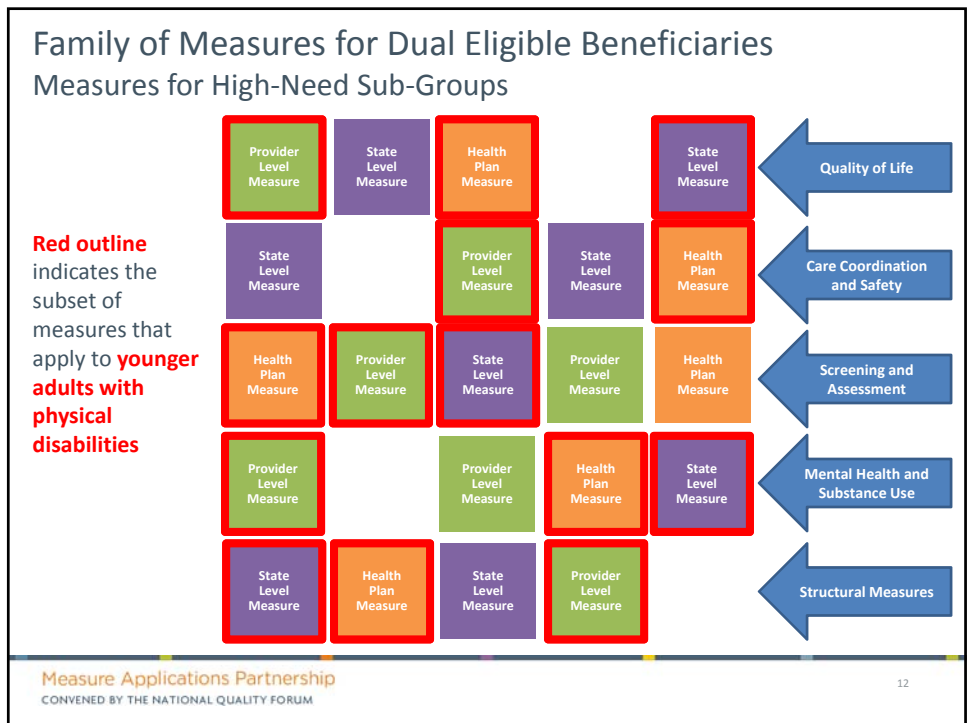 Family of Measures for Dual Eligible Beneficiaries
Measures for High-Need Sub-Groups
Red outline
indicates the
subset of
measures that
apply to younger
adults with
physical
disabilities
Provider
Level
Measure
State
Level
Measure
Health
Plan
Measure
State
Level
Measure
Quality of Life
State
Level
Measure
Provider
Level
Measure
State
Level
Measure
Health
Plan
Measure
Care Coordination
and Safety
Health
Plan
Measure
Provider
Level
Measure
State
Level
Measure
Provider
Level
Measure
Health
Plan
Measure
Screening and
Assessment
Provider
Level
Measure
Provider
Level
Measure
Health
Plan
Measure
State
Level
Measure
Mental Health and
Substance Use
State
Level
Measure
Health
Plan
Measure
State
Level
Measure
Provider
Level
Measure
Structural Measures
Measure Applications Partnership
CONVENED BY THE NATIONAL QUALITY FORUM
12